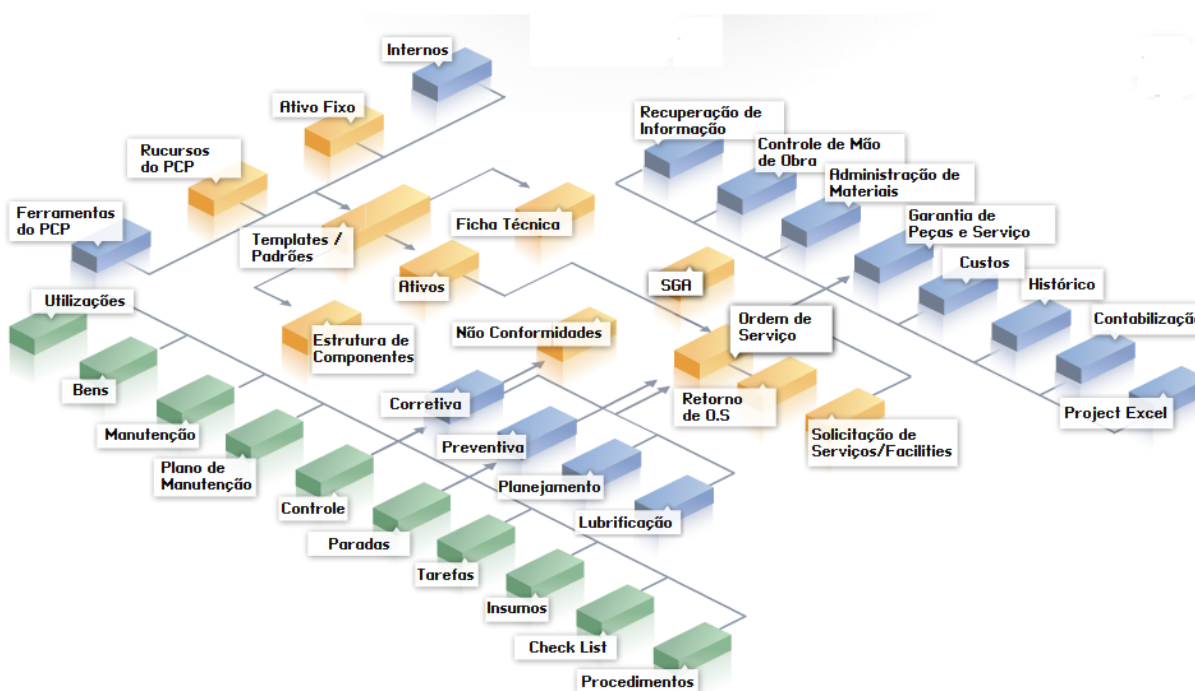 Internos
Ativo Fixo
Rucursos
do PCP
Ferramentas
do PCP
Templates /
Padrões
Ficha Técnica
Ativos
Estrutura de
Componentes
Não Conformidades
SGA
Ordem de
Serviço
Retorno
de O.S
Solicitação de
Serviços/Facilities
Recuperação de
Informação
Controle de Mão
de Obra
Administração de
Materiais
Garantia de
Peças e Serviço
Custos
Histórico
Contabilização
Project Excel
Utilizações
Bens
Manutenção
Plano de
Manutenção
Controle
Paradas
Tarefas
Insumos
Check List
Procedimentos
Corretiva
Preventiva
Planejamento
Lubrificação